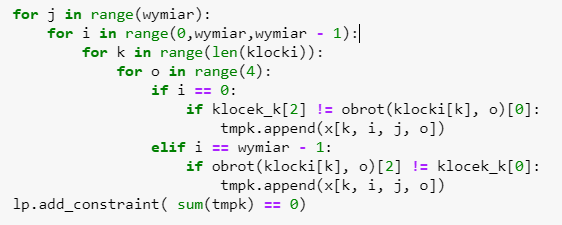 for j in range(wymiar):
    for i in range(0,wymiar,wymiar - 1):
        for k in range(len(klocki)):
            for o in range(4):
                if i == 0:
                    if klocek_k[2] != obrot(klocki[k], o)[0]:
                        tmpk.append(x[k, i, j, o])
                elif i == wymiar - 1:
                    if obrot(klocki[k], o)[2] != klocek_k[0]:
                        tmpk.append(x[k, i, j, o])
lp.add_constraint( sum(tmpk) == 0)